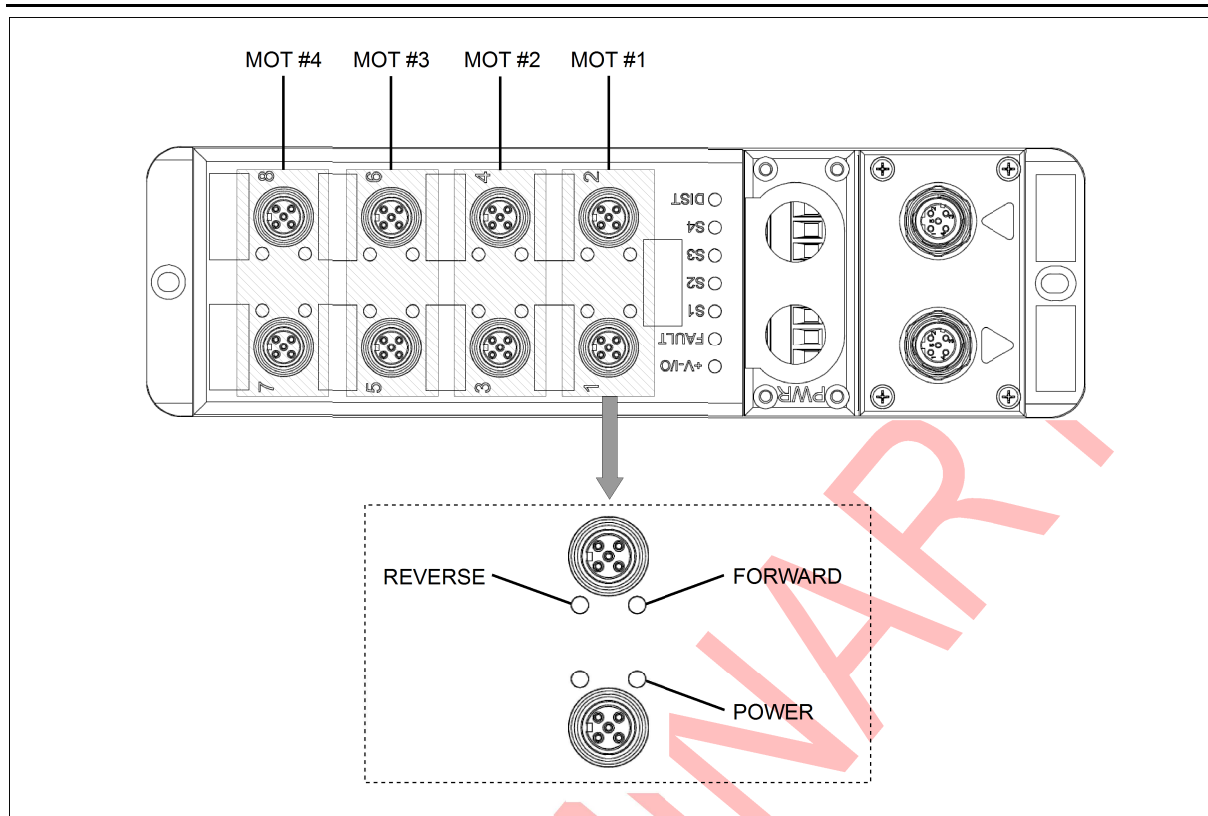 MOT #4 MOT #3 MOT #2 MOT #1
8 6 4 2
DIST
S4
S3
S2
S1
FAULT
+V-I/O
7 5 3 1
PWR
REVERSE FORWARD
POWER
INARY